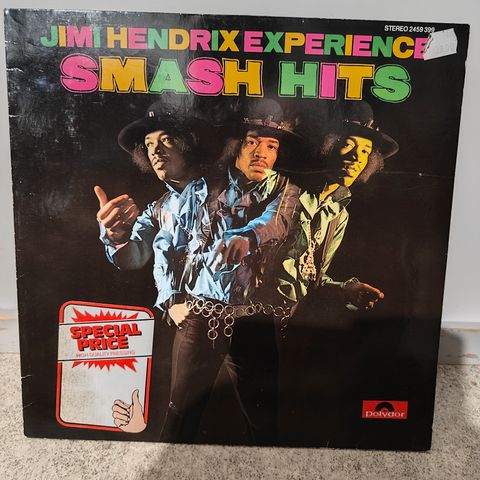 STEREO 2459 399
JIMI HENDRIX EXPERIENCE
SMASH HITS
SPECIAL
PRICE
HIGH QUALITY PRESSING
polydor